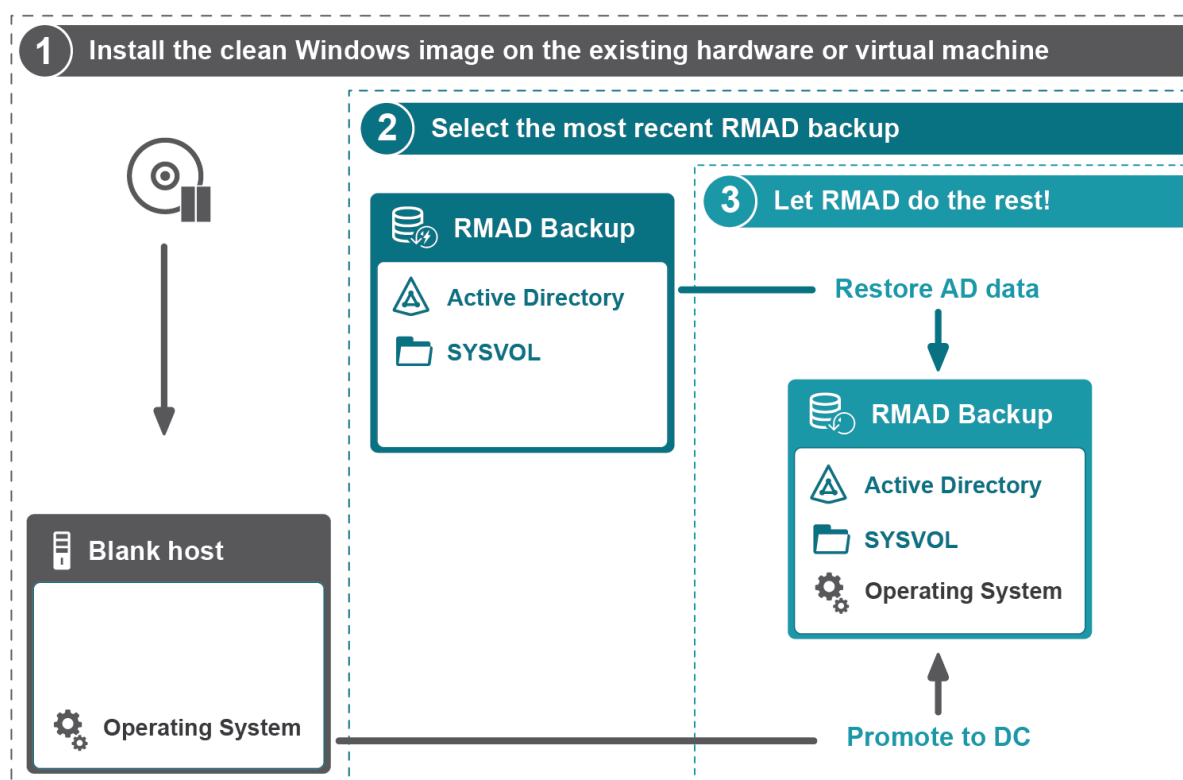 1 Install the clean Windows image on the existing hardware or virtual machine
2 Select the most recent RMAD backup
3 Let RMAD do the rest!
RMAD Backup
Active Directory
SYSVOL
Restore AD data
RMAD Backup
Active Directory
SYSVOL
Operating System
Blank host
Operating System
Promote to DC